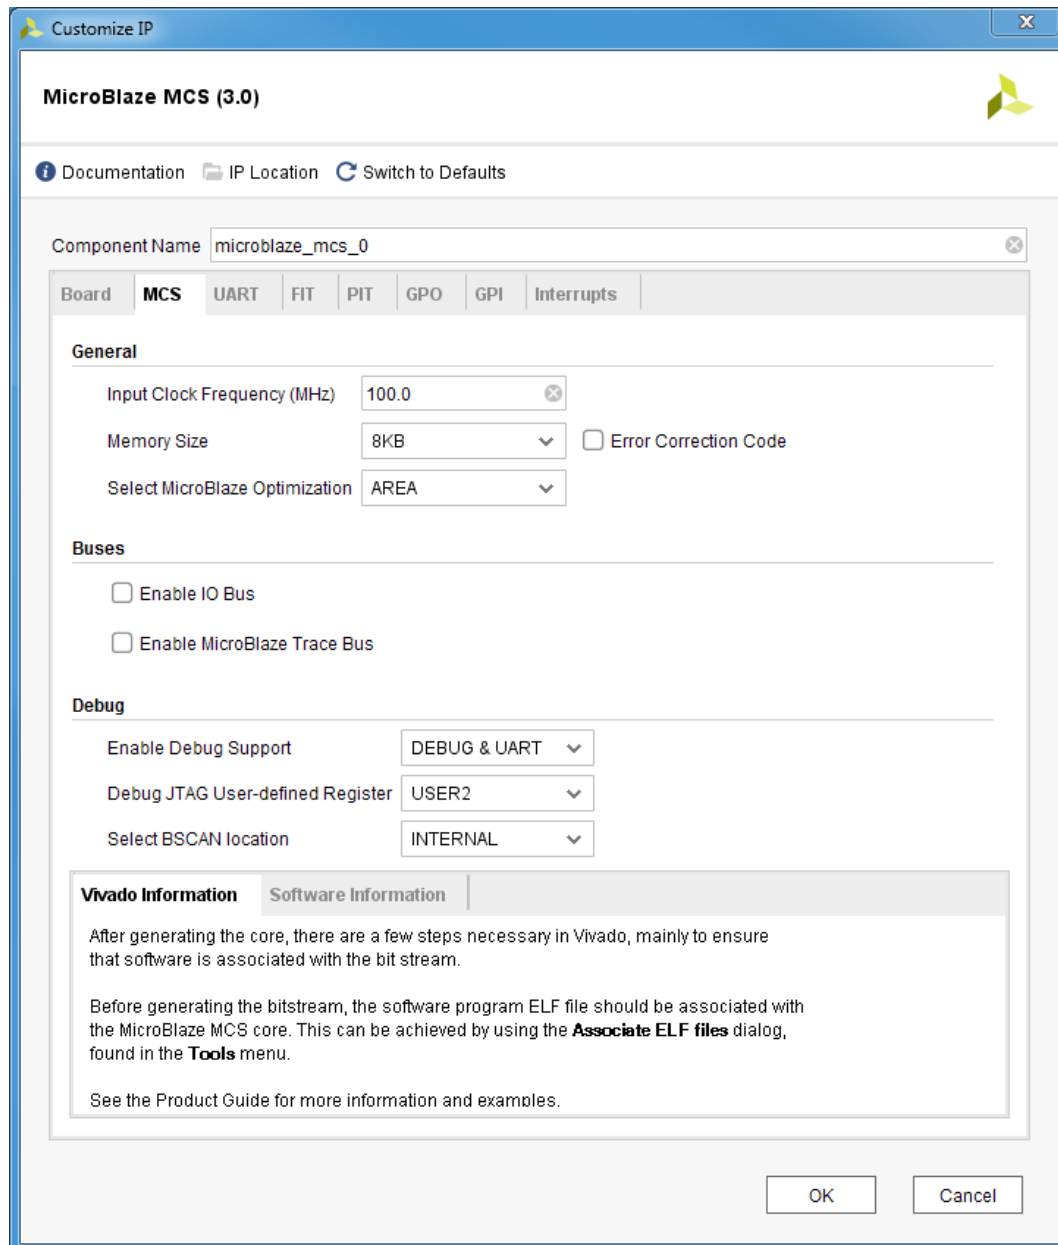 Customize IP
MicroBlaze MCS (3.0)
Documentation IP Location Switch to Defaults
Component Name microblaze_mcs_0
Board MCS UART FIT PIT GPO GPI Interrupts
General
Input Clock Frequency (MHz) 100.0
Memory Size 8KB Error Correction Code
Select MicroBlaze Optimization AREA
Buses
Enable IO Bus
Enable MicroBlaze Trace Bus
Debug
Enable Debug Support DEBUG & UART
Debug JTAG User-defined Register USER2
Select BSCAN location INTERNAL
Vivado Information Software Information
After generating the core, there are a few steps necessary in Vivado, mainly to ensure
that software is associated with the bit stream.
Before generating the bitstream, the software program ELF file should be associated with
the MicroBlaze MCS core. This can be achieved by using the Associate ELF files dialog,
found in the Tools menu.
See the Product Guide for more information and examples.
OK Cancel